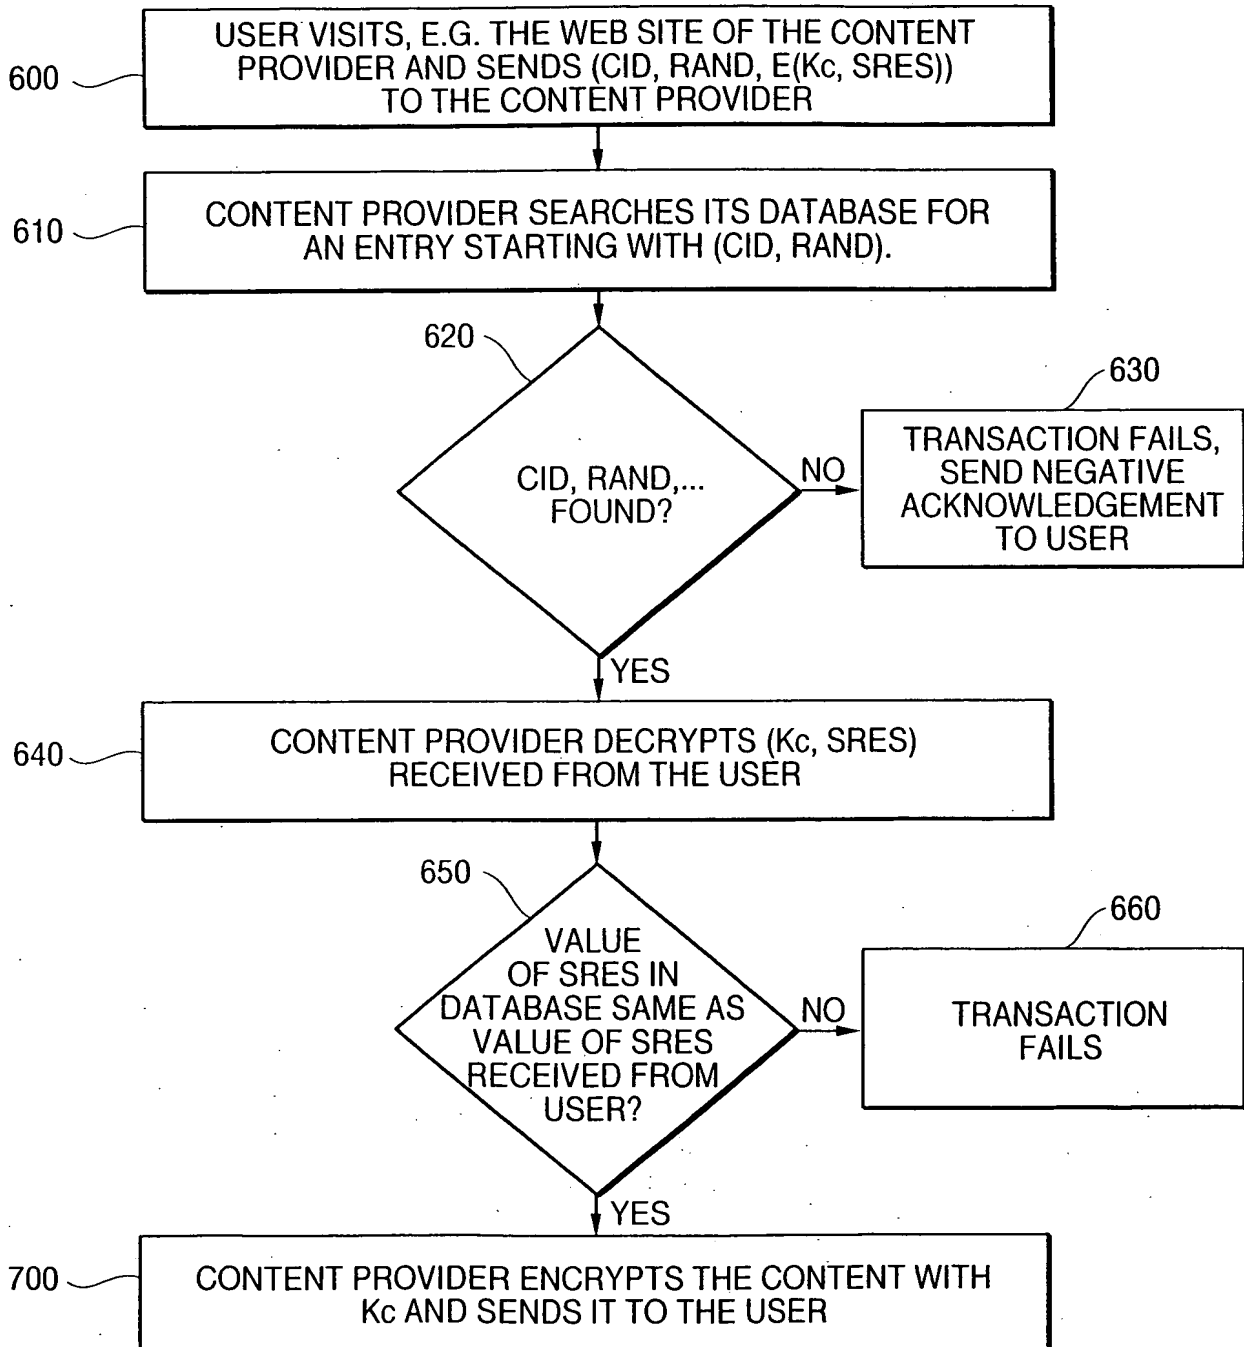 USER VISITS, E.G. THE WEB SITE OF THE CONTENT
PROVIDER AND SENDS (CID, RAND, E(Kc, SRES))
TO THE CONTENT PROVIDER
600
CONTENT PROVIDER SEARCHES ITS DATABASE FOR
AN ENTRY STARTING WITH (CID, RAND).
610
620
CID, RAND,...
FOUND?
NO
630
TRANSACTION FAILS,
SEND NEGATIVE
ACKNOWLEDGEMENT
TO USER
YES
640
CONTENT PROVIDER DECRYPTS (Kc, SRES)
RECEIVED FROM THE USER
650
VALUE
OF SRES IN
DATABASE SAME AS
VALUE OF SRES
RECEIVED FROM
USER?
NO
660
TRANSACTION
FAILS
YES
700
CONTENT PROVIDER ENCRYPTS THE CONTENT WITH
Kc AND SENDS IT TO THE USER